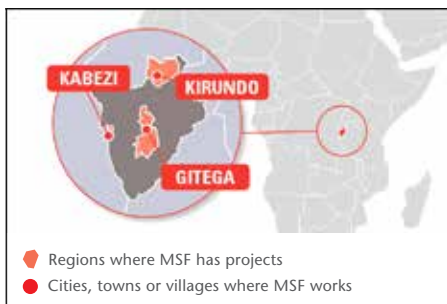 KABEZI
KIRUNDO
GITEGA
Regions where MSF has projects
Cities, towns or villages where MSF works